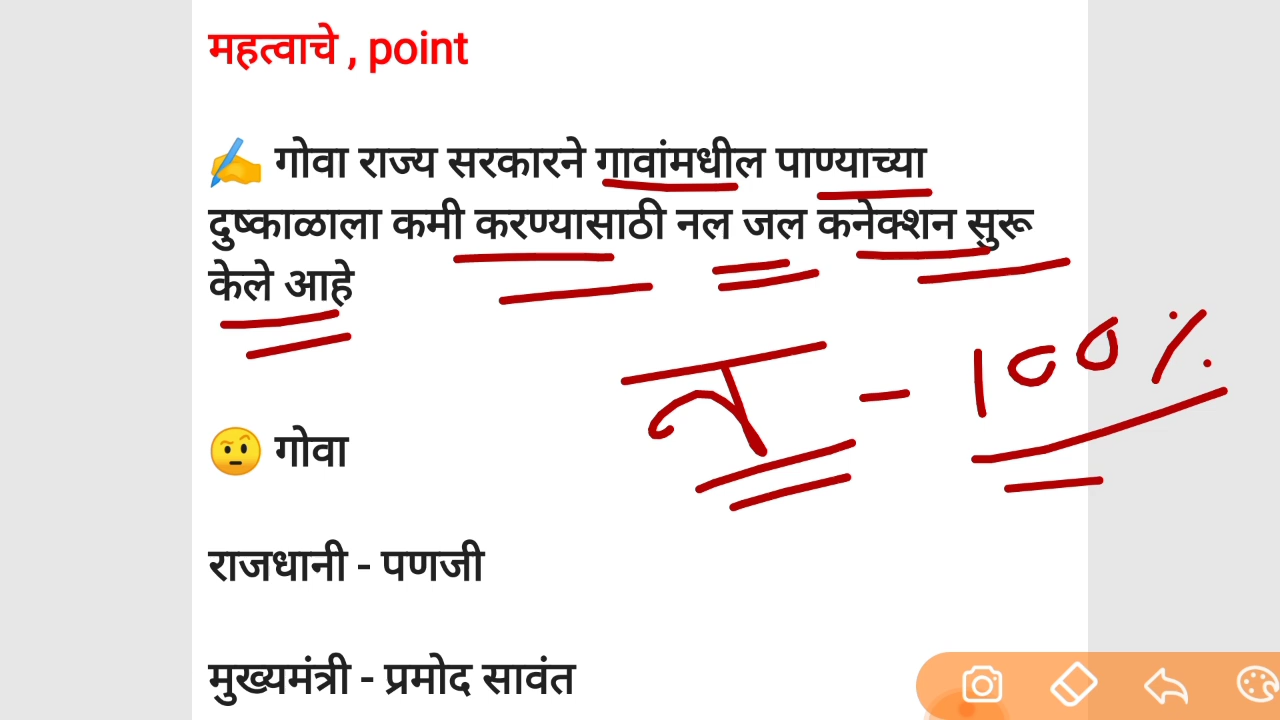 महत्वाचे , point
✍ गोवा राज्य सरकारने गावांमधील पाण्याच्या
दुष्काळाला कमी करण्यासाठी नल जल कनेक्शन सुरू
केले आहे
न - 100%
🤨 गोवा
राजधानी - पणजी
मुख्यमंत्री - प्रमोद सावंत